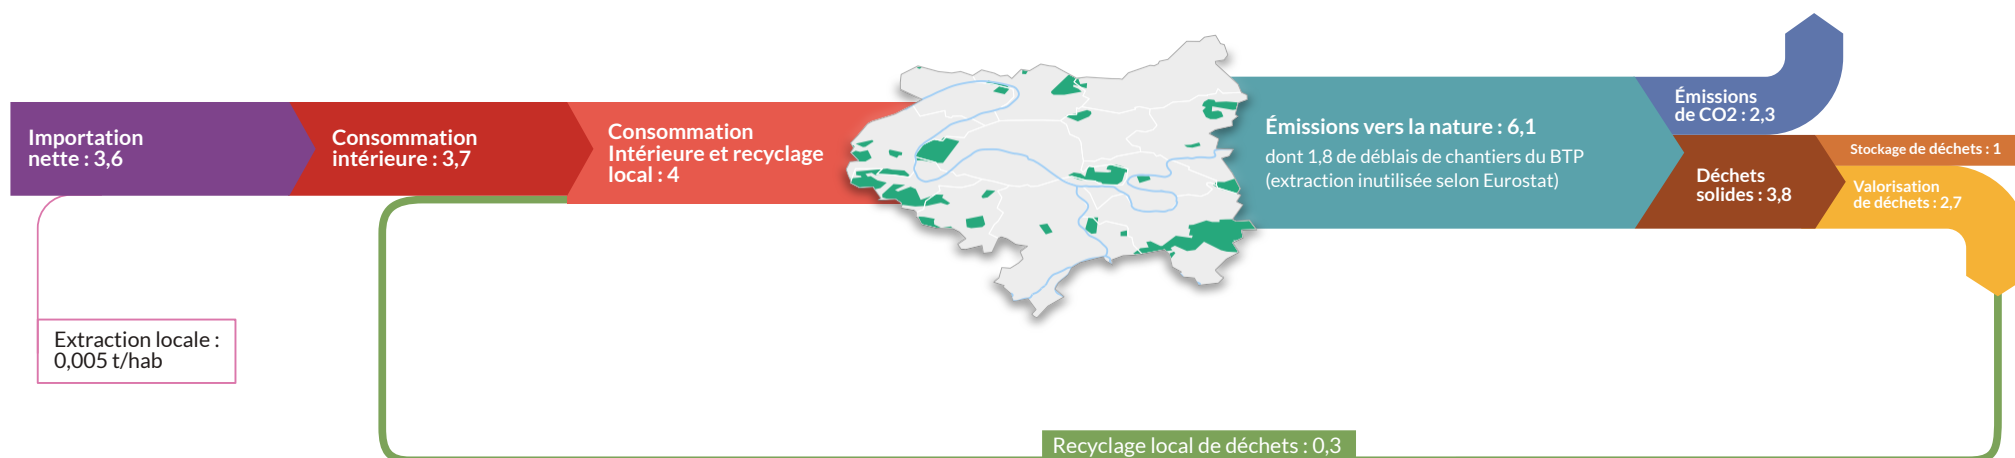 Importation
nette : 3,6
Consommation
intérieure : 3,7
Consommation
Intérieure et recyclage
local : 4
Émissions vers la nature : 6,1
dont 1,8 de déblais de chantiers du BTP
(extraction inutilisée selon Eurostat)
Émissions
de CO2 : 2,3
Déchets
solides : 3,8
Stockage de déchets : 1
Valorisation
de déchets : 2,7
Extraction locale :
0,005 t/hab
Recyclage local de déchets : 0,3